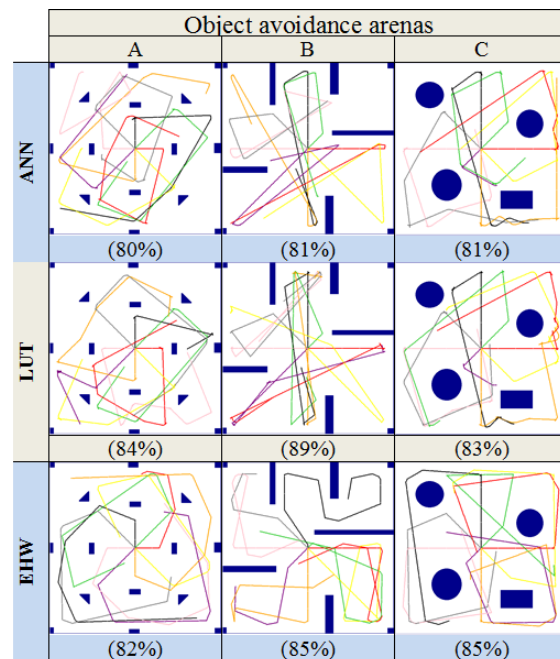 Object avoidance arenas
A B C
ANN
(80%) (81%) (81%)
LUT
(84%) (89%) (83%)
EHW
(82%) (85%) (85%)